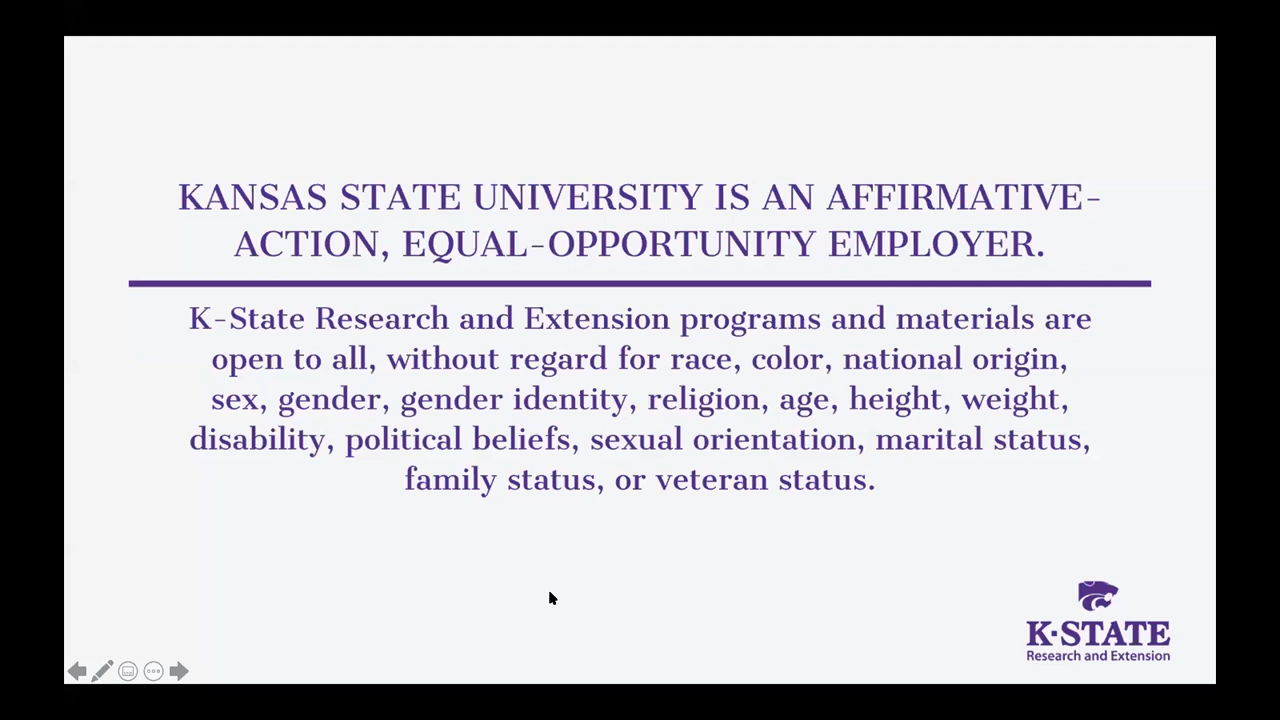 KANSAS STATE UNIVERSITY IS AN AFFIRMATIVE-
ACTION, EQUAL-OPPORTUNITY EMPLOYER.
K-State Research and Extension programs and materials are
open to all, without regard for race, color, national origin,
sex, gender, gender identity, religion, age, height, weight,
disability, political beliefs, sexual orientation, marital status,
family status, or veteran status.
K·STATE
Research and Extension